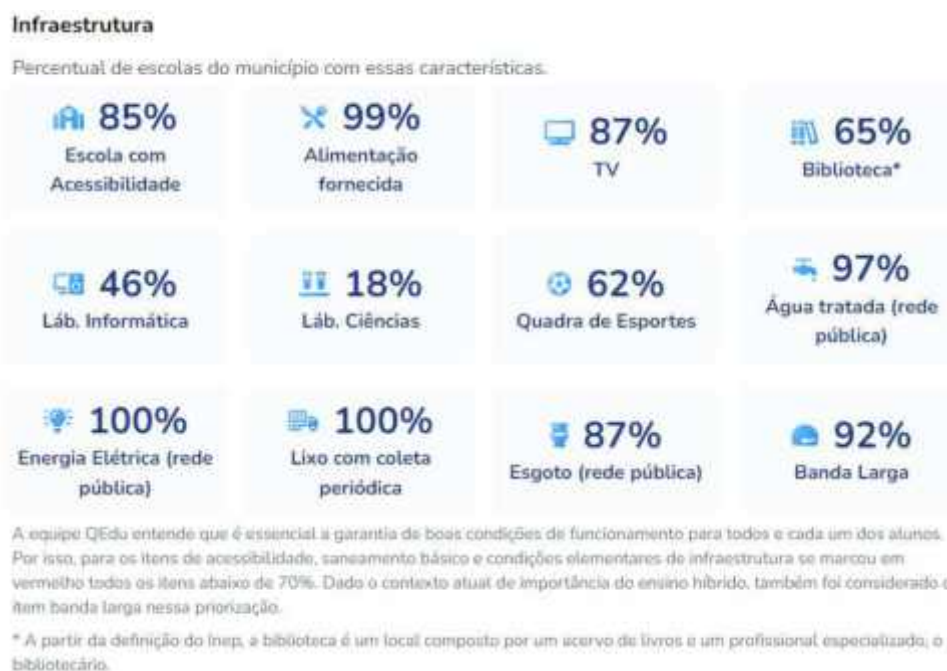 Infraestrutura
Percentual de escolas do município com essas características.
85%
Escola com
Acessibilidade
99%
Alimentação
fornecida
87%
TV
65%
Biblioteca*
46%
Láb. Informática
18%
Láb. Ciências
62%
Quadra de Esportes
97%
Água tratada (rede
pública)
100%
Energia Elétrica (rede
pública)
100%
Lixo com coleta
periódica
87%
Esgoto (rede pública)
92%
Banda Larga
A equipe QEdu entende que é essencial a garantia de boas condições de funcionamento para todos e cada um dos alunos.
Por isso, para os itens de acessibilidade, saneamento básico e condições elementares de infraestrutura se marcou em
vermelho todos os itens abaixo de 70%. Dado o contexto atual de importância do ensino híbrido, também foi considerado o
item banda larga nessa priorização.
* A partir da definição do Inep, a biblioteca é um local composto por um acervo de livros e um profissional especializado, o
bibliotecário.